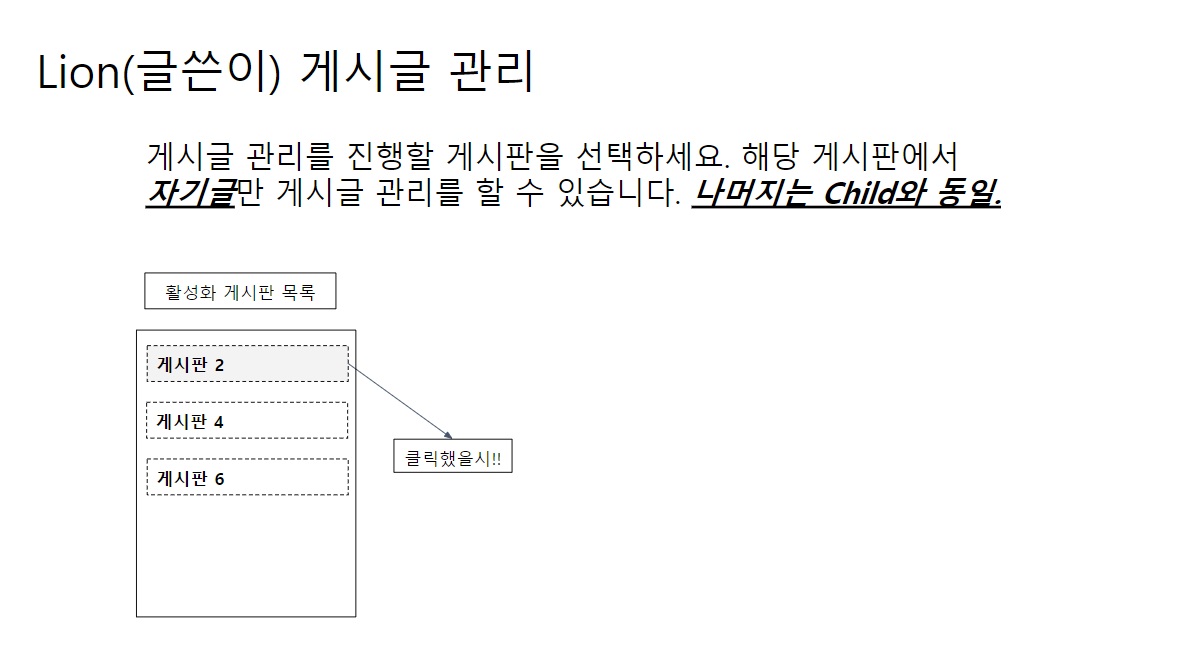 Lion(글쓴이) 게시글 관리
게시글 관리를 진행할 게시판을 선택하세요. 해당 게시판에서
자기글만 게시글 관리를 할 수 있습니다. 나머지는 Child와 동일.
활성화 게시판 목록
게시판 2
게시판 4
클릭했을시!!
게시판 6